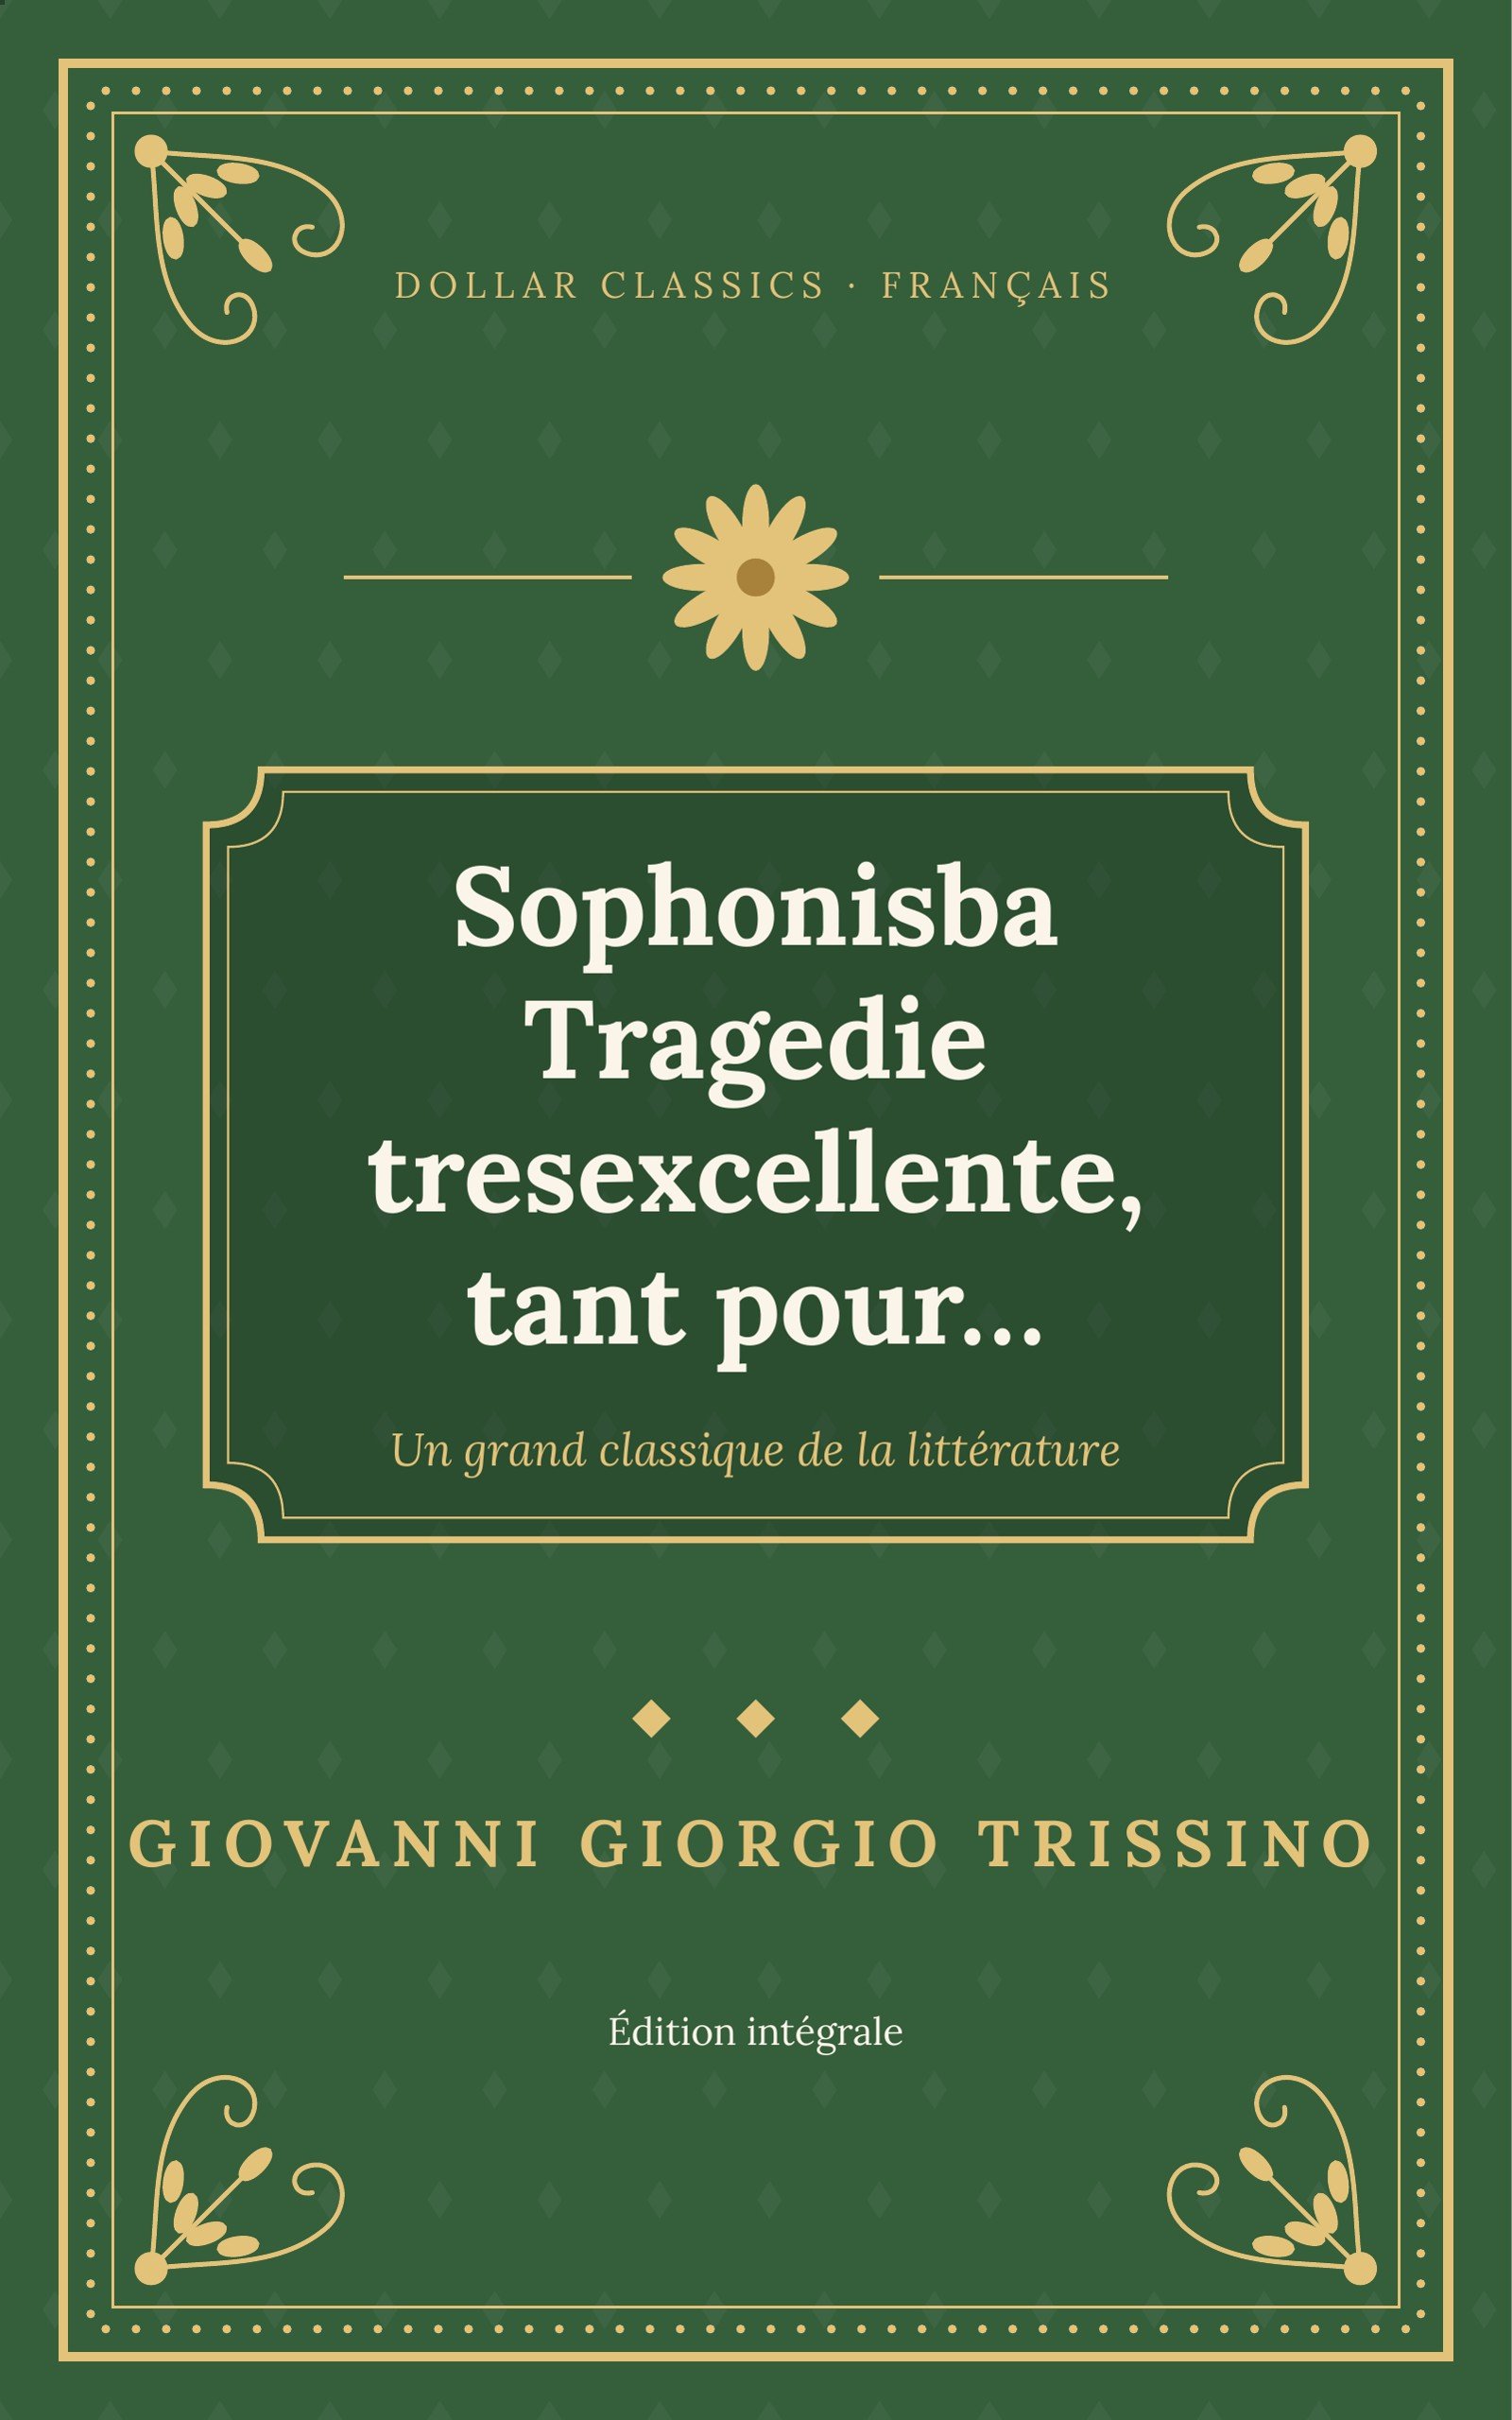 DOLLAR CLASSICS · FRANÇAIS
Sophonisba
Tragedie
tresexcellente,
tant pour...
Un grand classique de la littérature
GIOVANNI GIORGIO TRISSINO
Édition intégrale